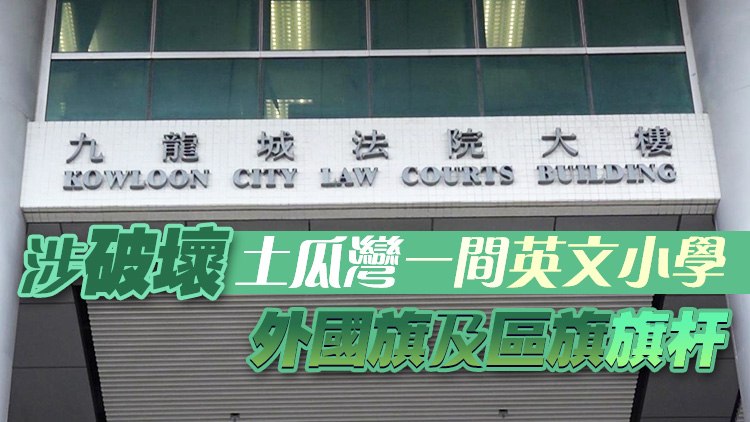 九龍城法院大樓
KOWLOON CITY LAW COURTS BUILDING
涉破壞土瓜灣一間英文小學
外國旗及區旗旗杆